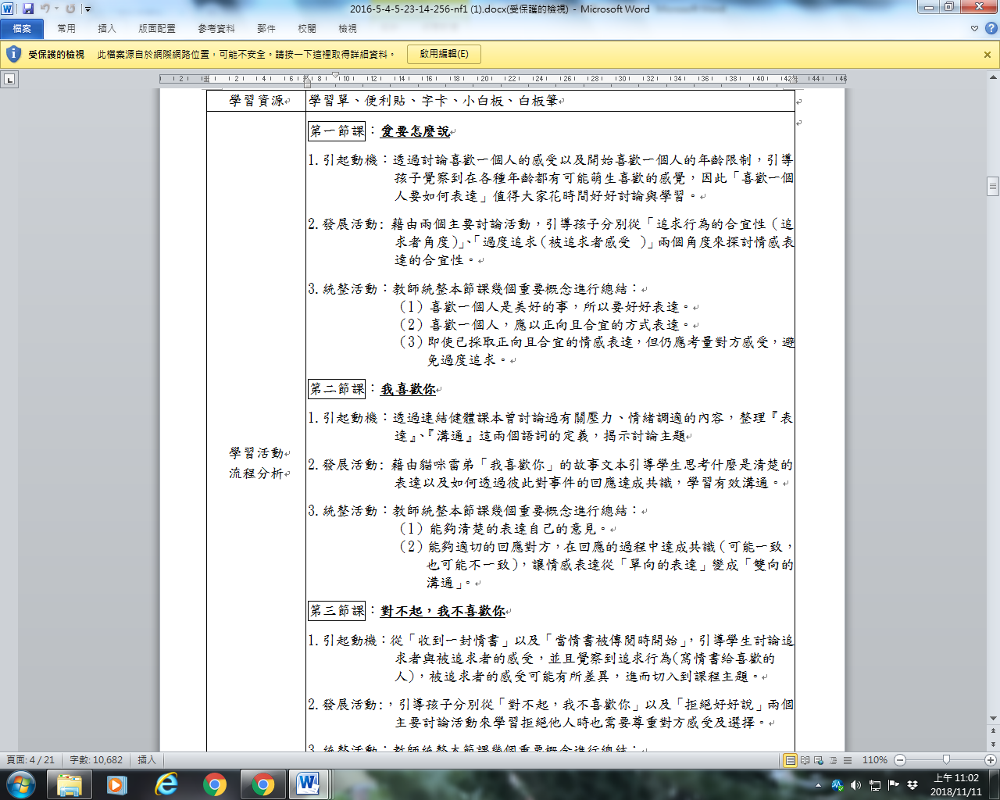 2016-5-4-5-23-14-256-nf1 (1).docx(受保護的檢視) - Microsoft Word
檔案 常用 插入 版面配置 參考資料 郵件 校閱 檢視
受保護的檢視 此檔案源自於網際網路位置，可能不安全。請按一下這裡取得詳細資料。 啟用編輯(E)
學習資源 學習單、便利貼、字卡、小白板、白板筆
學習活動
流程分析
第一節課：愛要怎麼說
1.引起動機：透過討論喜歡一個人的感受以及開始喜歡一個人的年齡限制，引導
孩子覺察到在各種年齡都有可能萌生喜歡的感覺，因此「喜歡一個
人要如何表達」值得大家花時間好好討論與學習。
2.發展活動: 藉由兩個主要討論活動，引導孩子分別從「追求行為的合宜性（追
求者角度)」、「過度追求(被追求者感受 )」兩個角度來探討情感表
達的合宜性。
3.統整活動：教師統整本節課幾個重要概念進行總結：
（1）喜歡一個人是美好的事，所以要好好表達。
（2）喜歡一個人，應以正向且合宜的方式表達。
（3）即使已採取正向且合宜的情感表達，但仍應考量對方感受，避
免過度追求。
第二節課：我喜歡你
1.引起動機：透過連結健體課本曾討論過有關壓力、情緒調適的內容，整理『表
達』、『溝通』這兩個語詞的定義，揭示討論主題
2.發展活動: 藉由貓咪雷弟「我喜歡你」的故事文本引導學生思考什麼是清楚的
表達以及如何透過彼此對事件的回應達成共識，學習有效溝通。
3.統整活動：教師統整本節課幾個重要概念進行總結：
（1）能夠清楚的表達自己的意見。
（2）能夠適切的回應對方，在回應的過程中達成共識（可能一致，
也可能不一致)，讓情感表達從「單向的表達」變成「雙向的
溝通」。
第三節課：對不起，我不喜歡你
1.引起動機：從「收到一封情書」以及「當情書被傳閱時開始」，引導學生討論追
求者與被追求者的感受，並且覺察到追求行為(寫情書給喜歡的
人)，被追求者的感受可能有所差異，進而切入到課程主題。
2.發展活動:，引導孩子分別從「對不起，我不喜歡你」以及「拒絕好好說」兩個
主要討論活動來學習拒絕他人時也需要尊重對方感受及選擇。
3.統整活動：教師統整本節課幾個重要概念進行總結：
頁面: 4 / 21 字數: 10,682 插入 110%
上午 11:02
2018/11/11